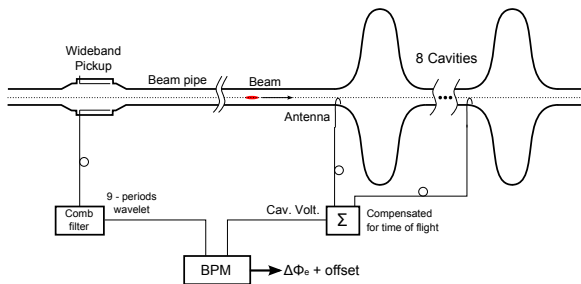 Wideband
Pickup
8 Cavities
Beam pipe
Beam
Antenna
9 - periods
wavelet
Cav. Volt.
Comb
filter
Σ
Compensated
for time of flight
BPM
ΔΦe + offset